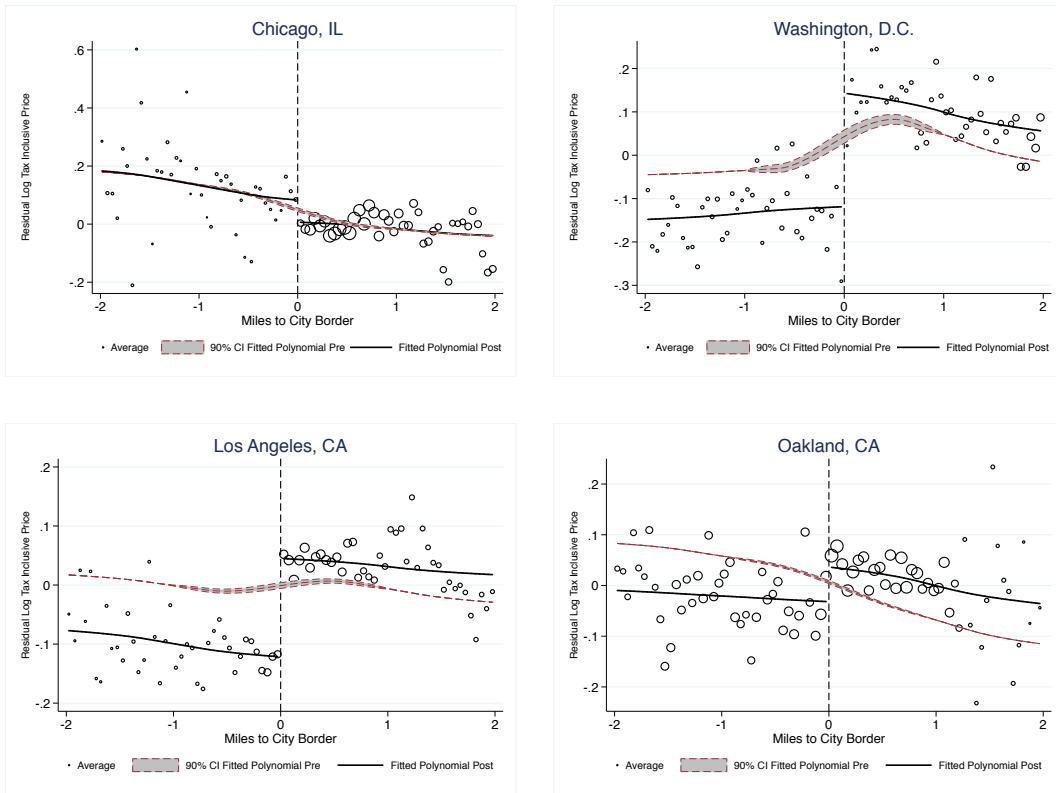 Chicago, IL
Residual Log Tax Inclusive Price
.6
.4
.2
0
-.2
-2 -1 0 1 2
Miles to City Border
Average 90% CI Fitted Polynomial Pre Fitted Polynomial Post
Washington, D.C.
Residual Log Tax Inclusive Price
.2
.1
0
-.1
-.2
-.3
-2 -1 0 1 2
Miles to City Border
Average 90% CI Fitted Polynomial Pre Fitted Polynomial Post
Los Angeles, CA
Residual Log Tax Inclusive Price
.2
.1
0
-.1
-.2
-2 -1 0 1 2
Miles to City Border
Average 90% CI Fitted Polynomial Pre Fitted Polynomial Post
Oakland, CA
Residual Log Tax Inclusive Price
.2
.1
0
-.1
-.2
-2 -1 0 1 2
Miles to City Border
Average 90% CI Fitted Polynomial Pre Fitted Polynomial Post